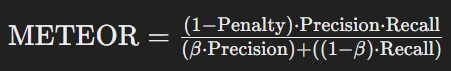 METEOR = (1−Penalty)·Precision·Recall / (β·Precision)+((1−β)·Recall)